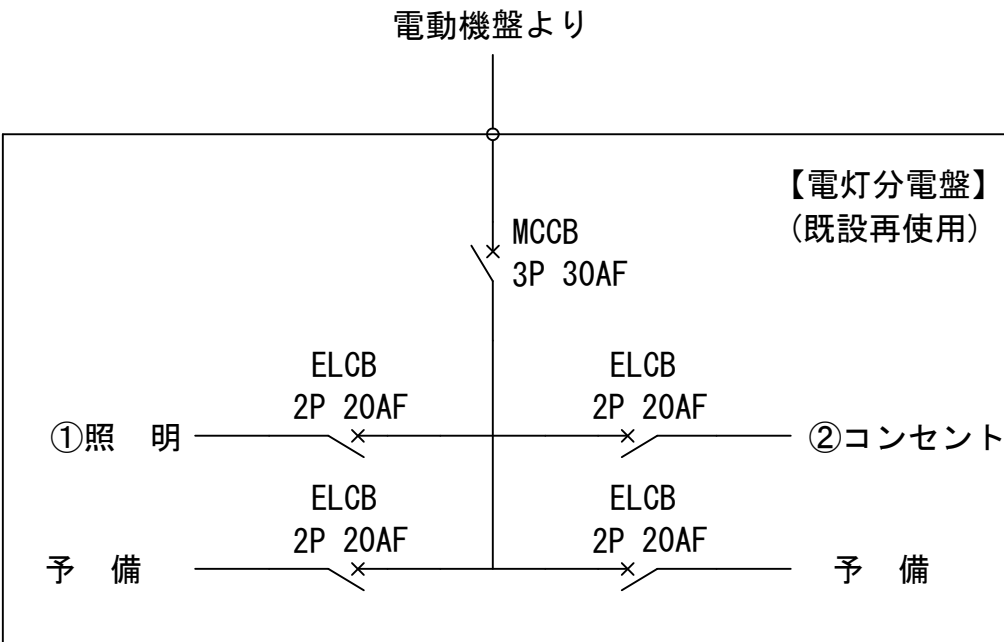 電動機盤より
【電灯分電盤】
(既設再使用)
MCCB
3P 30AF
ELCB
2P 20AF
ELCB
2P 20AF
①照　明
②コンセント
ELCB
2P 20AF
ELCB
2P 20AF
予　備
予　備